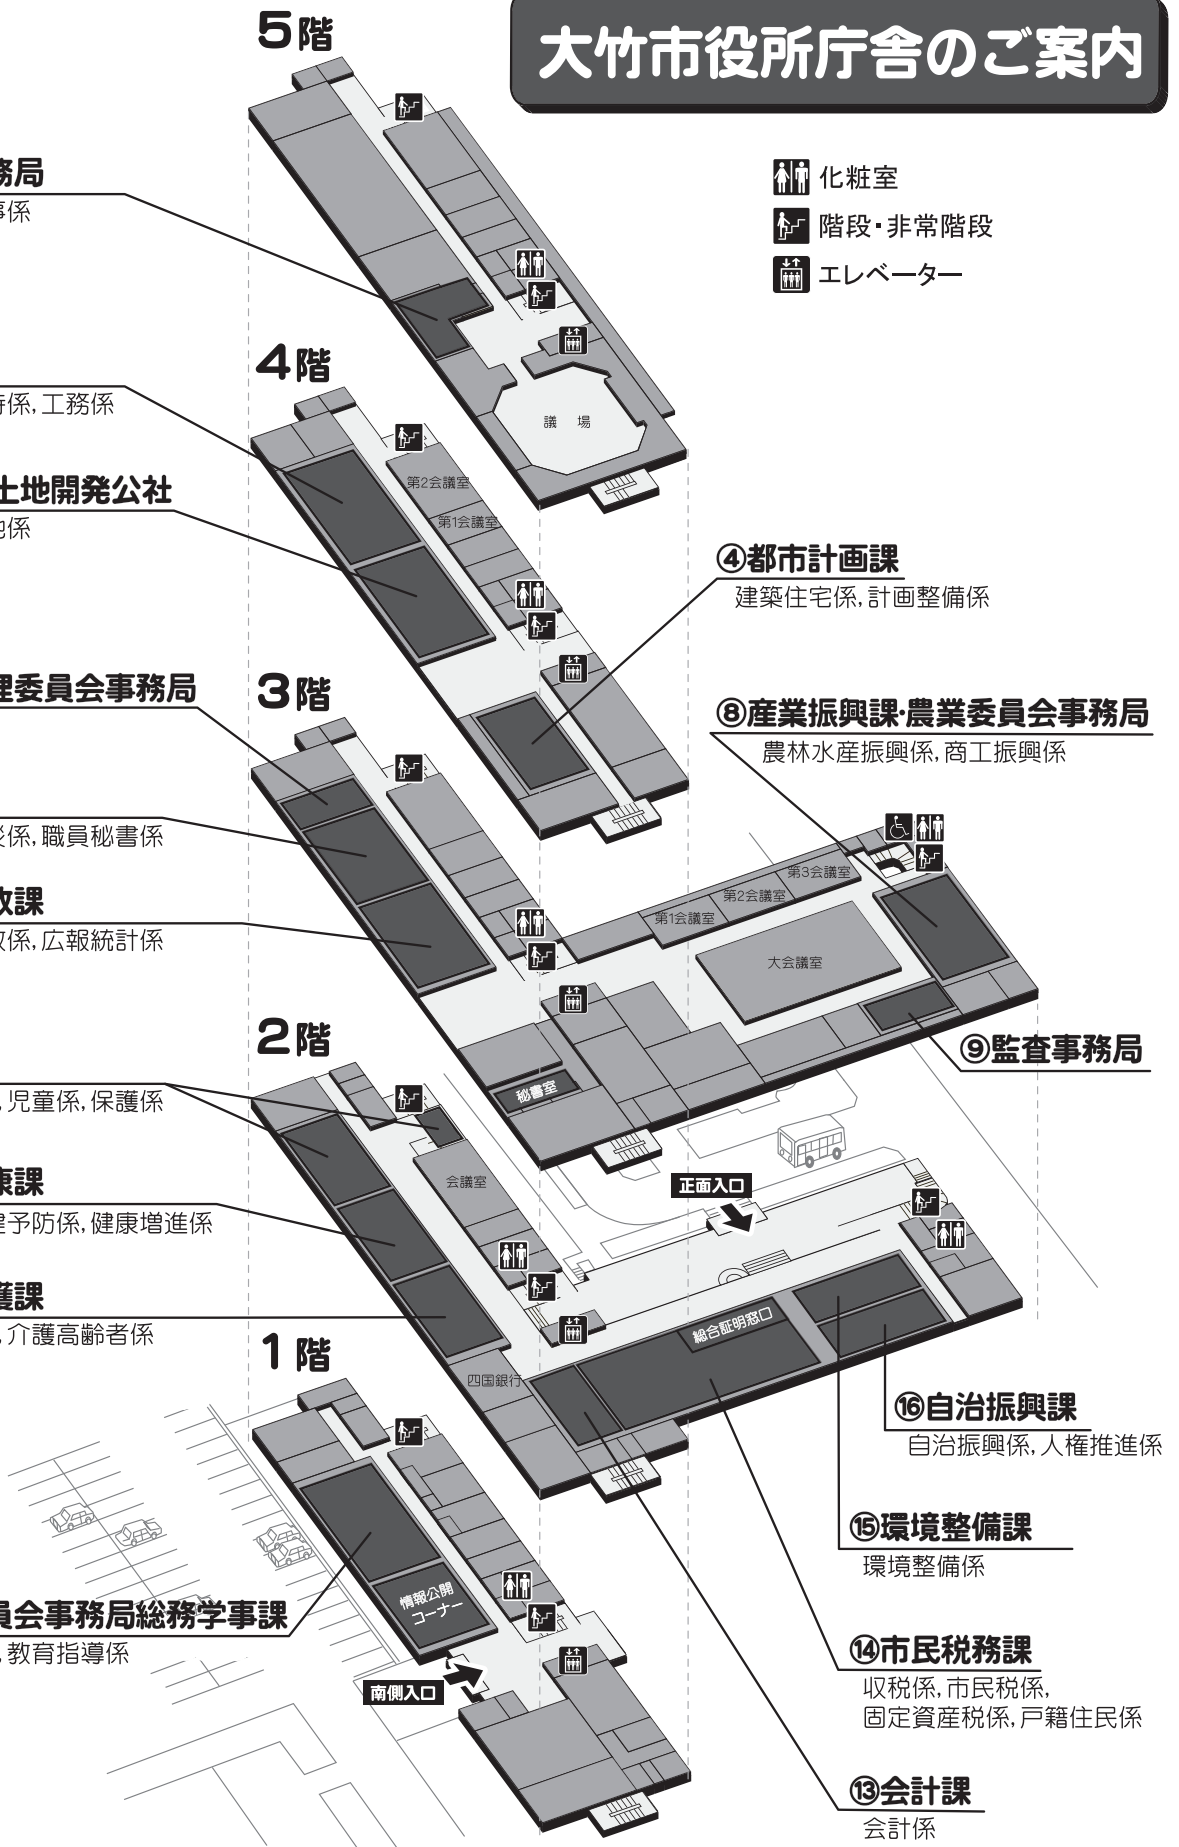 大竹市役所庁舎のご案内
化粧室
階段・非常階段
エレベーター
5階
務局
事係
議 場
4階
係,工務係
土地開発公社
地係
第2会議室
第1会議室
④都市計画課
建築住宅係,計画整備係
3階
理委員会事務局
災係,職員秘書係
政課
政係,広報統計係
⑧産業振興課・農業委員会事務局
農林水産振興係,商工振興係
第3会議室
第2会議室
第1会議室
大会議室
秘書室
⑨監査事務局
2階
,児童係,保護係
康課
健予防係,健康増進係
護課
,介護高齢者係
会議室
正面入口
総合証明窓口
四国銀行
⑯自治振興課
自治振興係,人権推進係
⑮環境整備課
環境整備係
⑭市民税務課
収税係,市民税係,
固定資産税係,戸籍住民係
⑬会計課
会計係
1階
員会事務局総務学事課
,教育指導係
情報公開
コーナー
南側入口